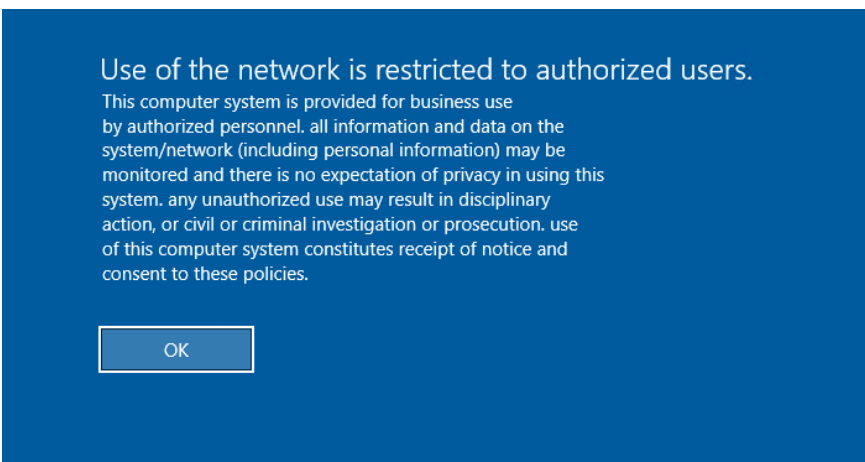 Use of the network is restricted to authorized users.
This computer system is provided for business use
by authorized personnel. all information and data on the
system/network (including personal information) may be
monitored and there is no expectation of privacy in using this
system. any unauthorized use may result in disciplinary
action, or civil or criminal investigation or prosecution. use
of this computer system constitutes receipt of notice and
consent to these policies.
OK